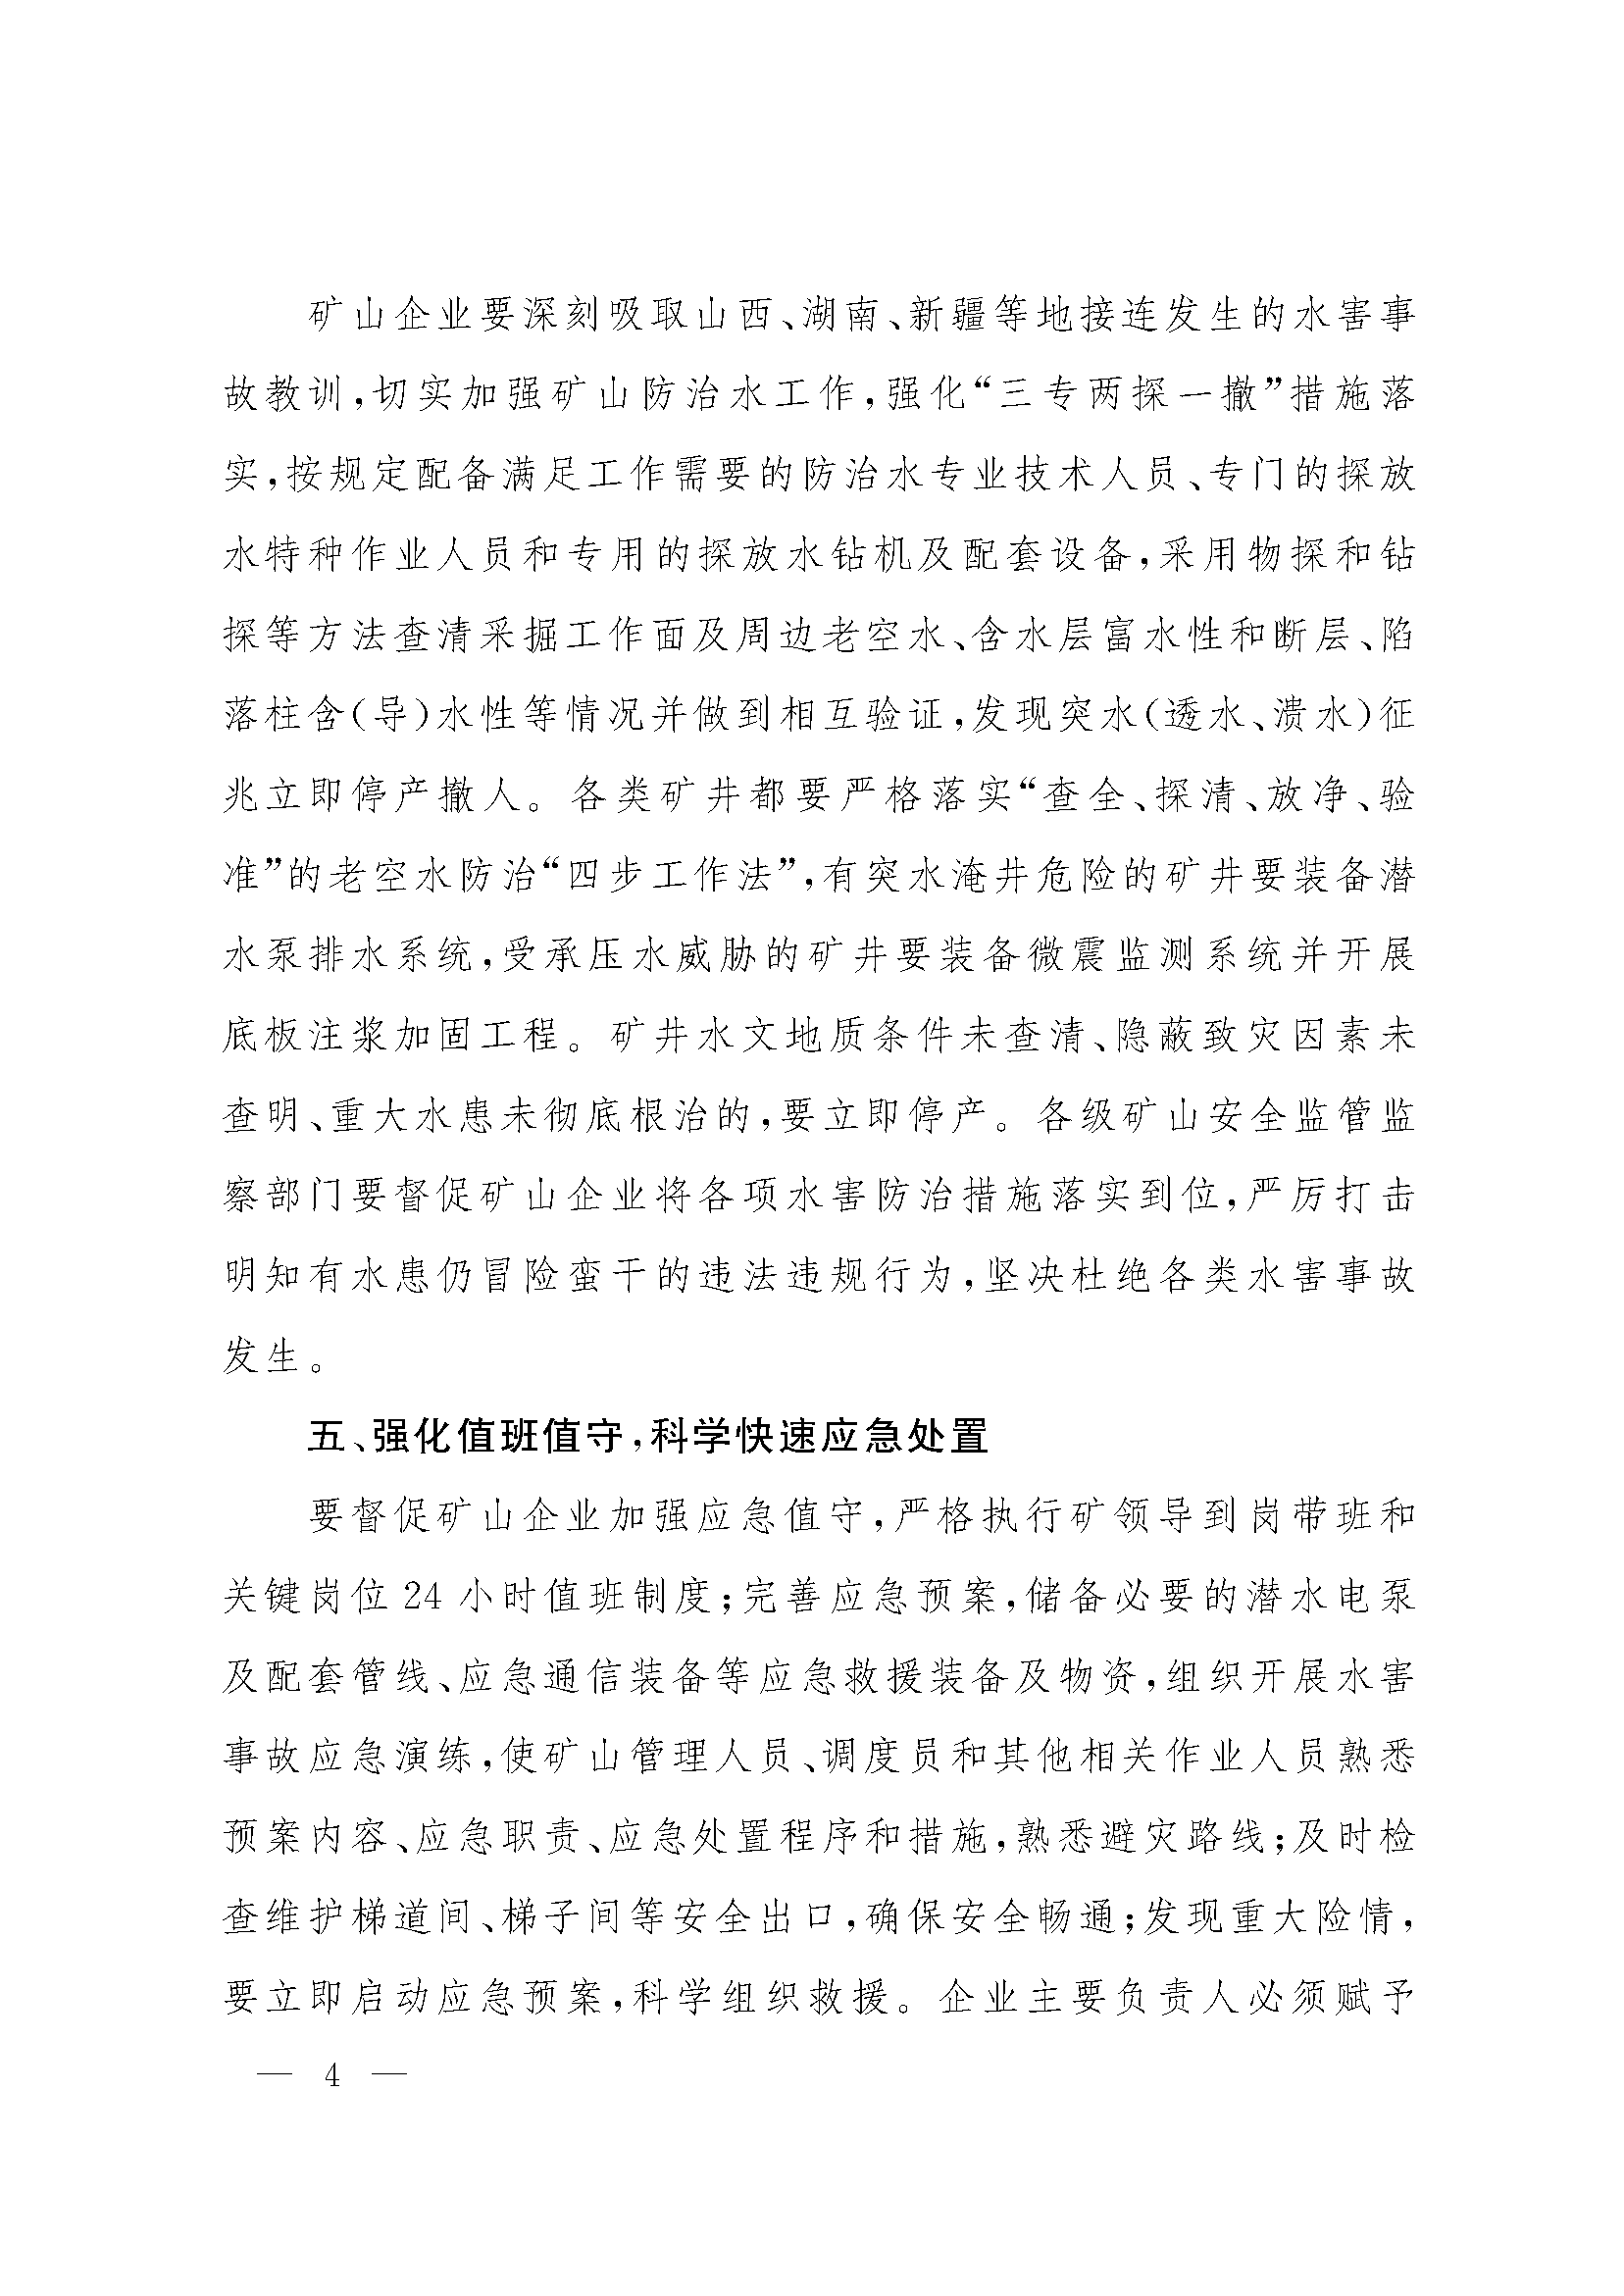 矿山企业要深刻吸取山西、湖南、新疆等地接连发生的水害事
故教训,切实加强矿山防治水工作,强化“三专两探一撤”措施落
实,按规定配备满足工作需要的防治水专业技术人员、专门的探放
水特种作业人员和专用的探放水钻机及配套设备,采用物探和钻
探等方法查清采掘工作面及周边老空水、含水层富水性和断层、陷
落柱含(导)水性等情况并做到相互验证,发现突水(透水、溃水)征
兆立即停产撤人。各类矿井都要严格落实“查全、探清、放净、验
准”的老空水防治“四步工作法”,有突水淹井危险的矿井要装备潜
水泵排水系统,受承压水威胁的矿井要装备微震监测系统并开展
底板注浆加固工程。矿井水文地质条件未查清、隐蔽致灾因素未
查明、重大水患未彻底根治的,要立即停产。各级矿山安全监管监
察部门要督促矿山企业将各项水害防治措施落实到位,严厉打击
明知有水患仍冒险蛮干的违法违规行为,坚决杜绝各类水害事故
发生。
五、强化值班值守,科学快速应急处置
要督促矿山企业加强应急值守,严格执行矿领导到岗带班和
关键岗位 24 小时值班制度;完善应急预案,储备必要的潜水电泵
及配套管线、应急通信装备等应急救援装备及物资,组织开展水害
事故应急演练,使矿山管理人员、调度员和其他相关作业人员熟悉
预案内容、应急职责、应急处置程序和措施,熟悉避灾路线;及时检
查维护梯道间、梯子间等安全出口,确保安全畅通;发现重大险情,
要立即启动应急预案,科学组织救援。企业主要负责人必须赋予
— 4 —